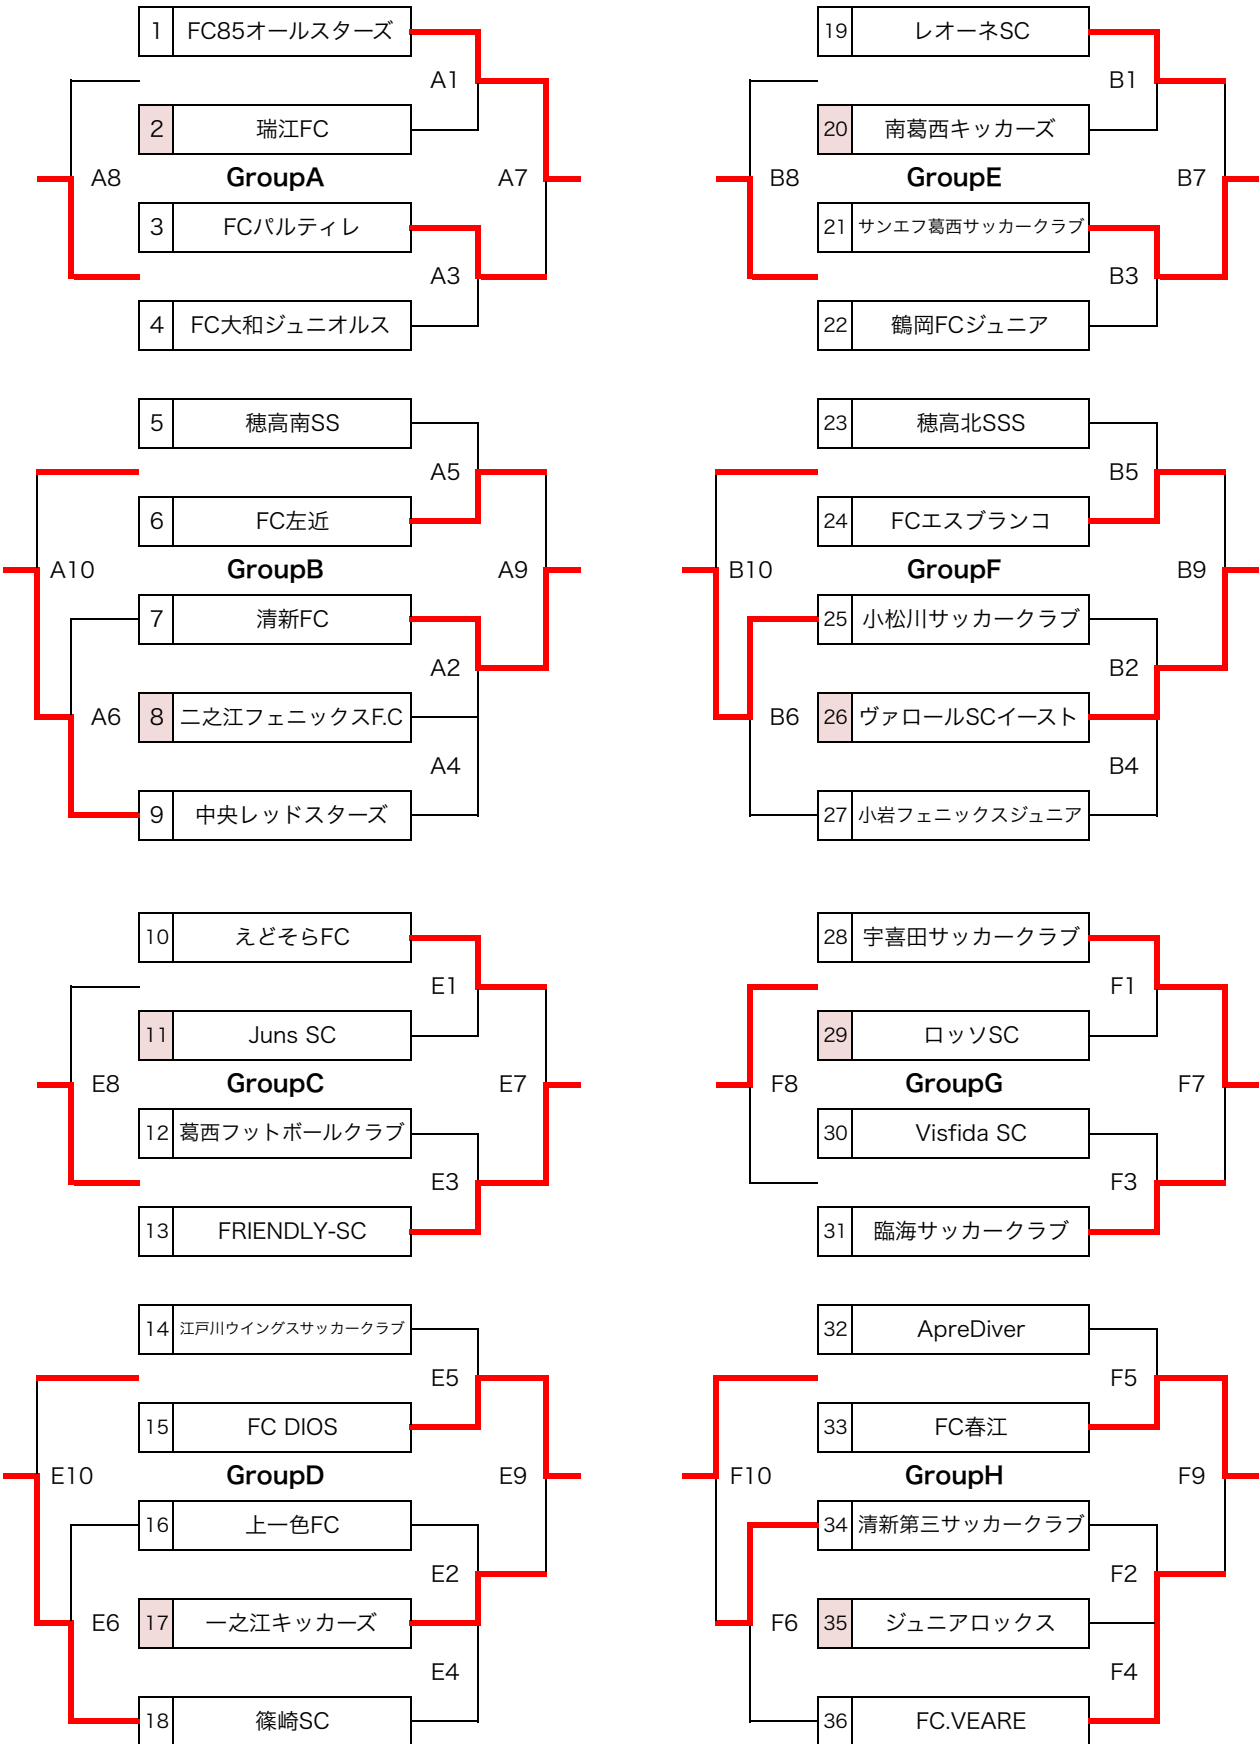 1 FC85オールスターズ
A1
2 瑞江FC
A8 GroupA A7
3 FCパルティレ
A3
4 FC大和ジュニオルス
5 穂高南SS
A5
6 FC左近
A10 GroupB A9
7 清新FC
A2
A6 8 二之江フェニックスF.C
A4
9 中央レッドスターズ
10 えどそらFC
E1
11 Juns SC
E8 GroupC E7
12 葛西フットボールクラブ
E3
13 FRIENDLY-SC
14 江戸川ウイングスサッカークラブ
E5
15 FC DIOS
E10 GroupD E9
16 上一色FC
E2
E6 17 一之江キッカーズ
E4
18 篠崎SC
19 レオーネSC
B1
20 南葛西キッカーズ
B8 GroupE B7
21 サンエフ葛西サッカークラブ
B3
22 鶴岡FCジュニア
23 穂高北SSS
B5
24 FCエスブランコ
B10 GroupF B9
25 小松川サッカークラブ
B2
B6 26 ヴァロールSCイースト
B4
27 小岩フェニックスジュニア
28 宇喜田サッカークラブ
F1
29 ロッソSC
F8 GroupG F7
30 Visfida SC
F3
31 臨海サッカークラブ
32 ApreDiver
F5
33 FC春江
F10 GroupH F9
34 清新第三サッカークラブ
F2
F6 35 ジュニアロックス
F4
36 FC.VEARE